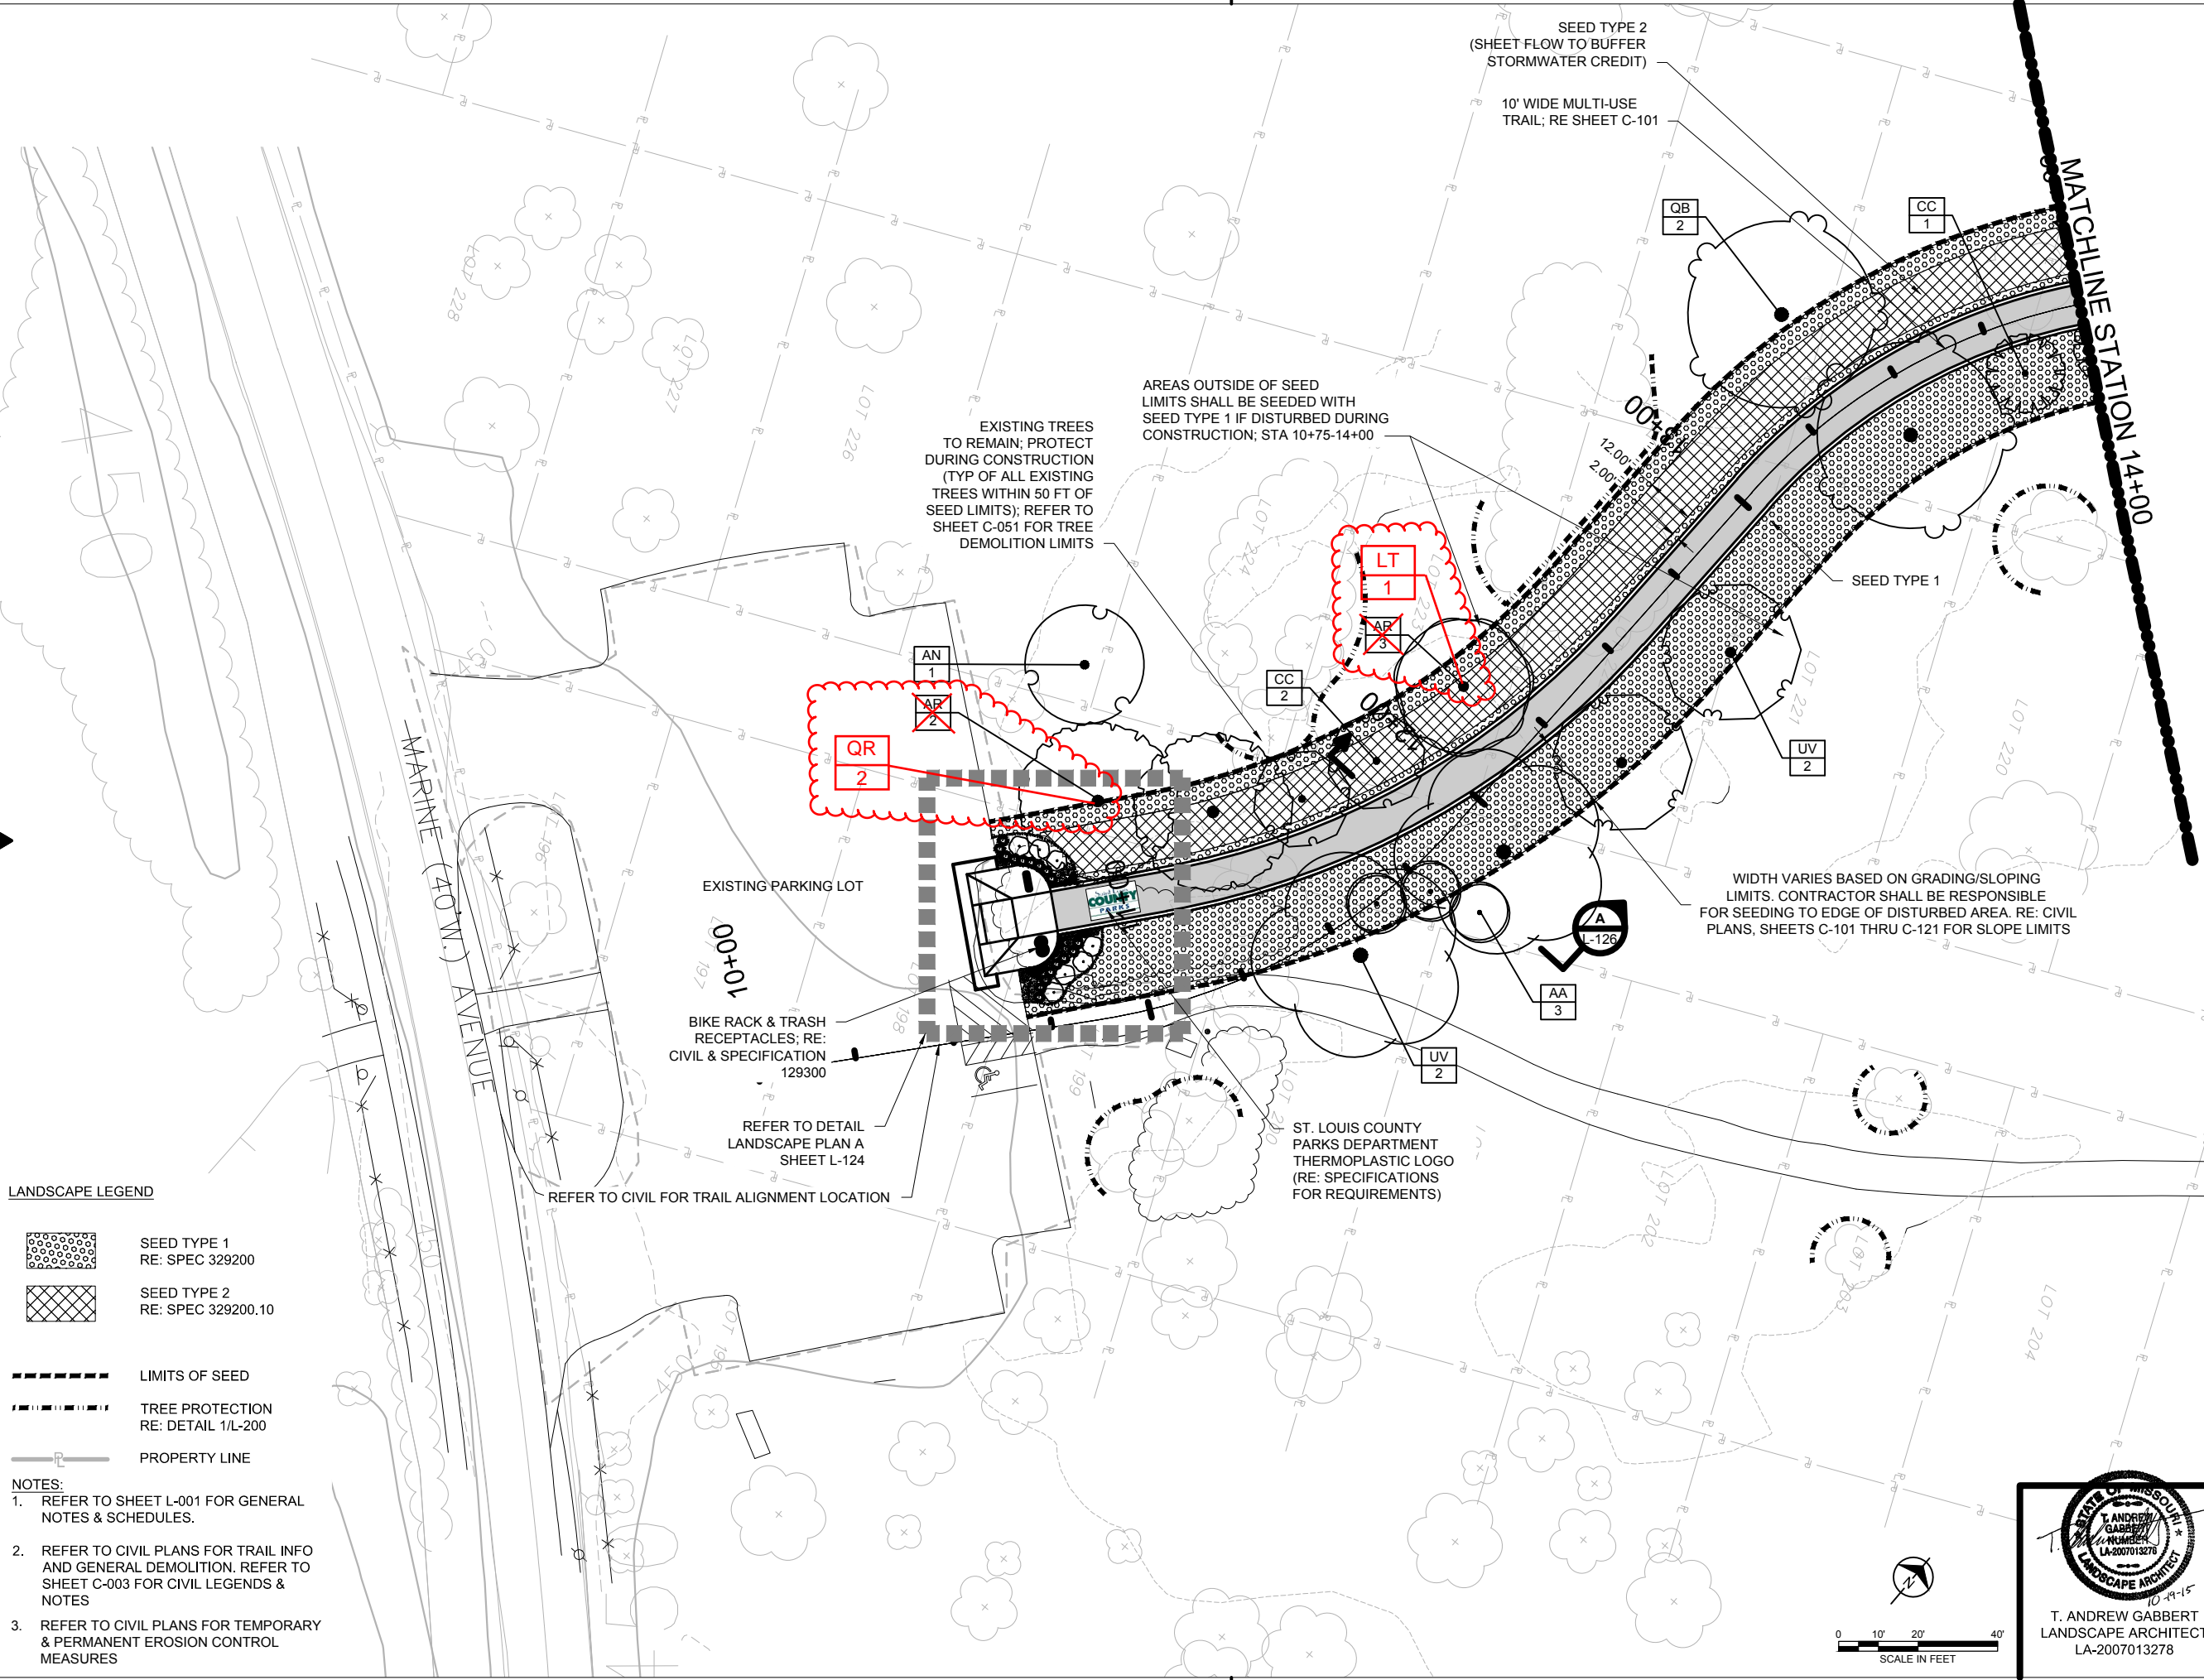 SEED TYPE 2
(SHEET FLOW TO BUFFER
STORMWATER CREDIT)
10' WIDE MULTI-USE
TRAIL; RE SHEET C-101
QB
2
CC
1
MATCHLINE STATION 14+00
LOT 228
LOT 227
LOT 226
AREAS OUTSIDE OF SEED
LIMITS SHALL BE SEEDED WITH
SEED TYPE 1 IF DISTURBED DURING
CONSTRUCTION; STA 10+75-14+00
EXISTING TREES
TO REMAIN; PROTECT
DURING CONSTRUCTION
(TYP OF ALL EXISTING
TREES WITHIN 50 FT OF
SEED LIMITS); REFER TO
SHEET C-051 FOR TREE
DEMOLITION LIMITS
12.00'
2.00'
LOT 224
LT
1
AR
3
SEED TYPE 1
AN
1
AR
2
QR
2
CC
2
LOT 221
LOT 220
UV
2
450
MARINE (40'W.) AVENUE
LOT 196
EXISTING PARKING LOT
10+00
LOT 197
COUNTY
PARKS
WIDTH VARIES BASED ON GRADING/SLOPING
LIMITS. CONTRACTOR SHALL BE RESPONSIBLE
FOR SEEDING TO EDGE OF DISTURBED AREA. RE: CIVIL
PLANS, SHEETS C-101 THRU C-121 FOR SLOPE LIMITS
A
L-126
AA
3
BIKE RACK & TRASH
RECEPTACLES; RE:
CIVIL & SPECIFICATION
129300
UV
2
REFER TO DETAIL
LANDSCAPE PLAN A
SHEET L-124
ST. LOUIS COUNTY
PARKS DEPARTMENT
THERMOPLASTIC LOGO
(RE: SPECIFICATIONS
FOR REQUIREMENTS)
REFER TO CIVIL FOR TRAIL ALIGNMENT LOCATION
LOT 202
LOT 203
LOT 204
LOT 196
450
LANDSCAPE LEGEND
SEED TYPE 1
RE: SPEC 329200
SEED TYPE 2
RE: SPEC 329200.10
LIMITS OF SEED
TREE PROTECTION
RE: DETAIL 1/L-200
PROPERTY LINE
NOTES:
1. REFER TO SHEET L-001 FOR GENERAL
NOTES & SCHEDULES.
2. REFER TO CIVIL PLANS FOR TRAIL INFO
AND GENERAL DEMOLITION. REFER TO
SHEET C-003 FOR CIVIL LEGENDS &
NOTES
3. REFER TO CIVIL PLANS FOR TEMPORARY
& PERMANENT EROSION CONTROL
MEASURES
0 10' 20' 40'
SCALE IN FEET
STATE OF MISSOURI
T. ANDREW
GABBERT
NUMBER
LA-2007013278
LANDSCAPE ARCHITECT
10-19-15
T. ANDREW GABBERT
LANDSCAPE ARCHITECT
LA-2007013278